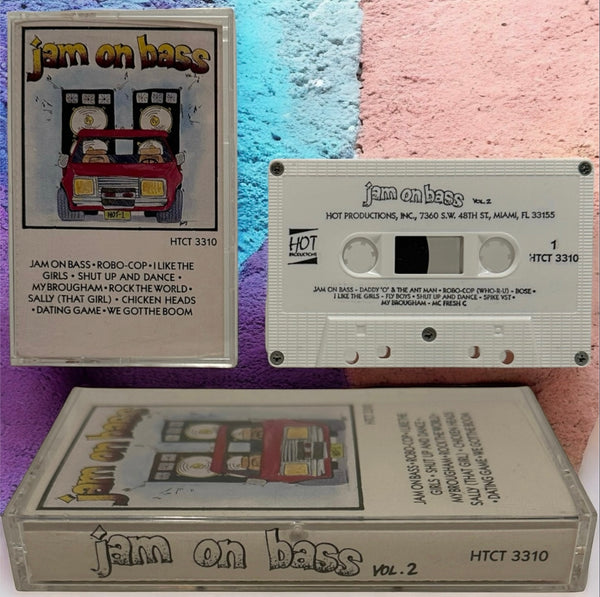 jam on bass
HOT-1
HTCT 3310
JAM ON BASS • ROBO-COP • I LIKE THE
GIRLS • SHUT UP AND DANCE •
MY BROUGHAM • ROCK THE WORLD •
SALLY (THAT GIRL) • CHICKEN HEADS
• DATING GAME • WE GOT THE BOOM
jam on bass VOL. 2
HOT PRODUCTIONS, INC., 7360 S.W. 48TH ST., MIAMI, FL 33155
HOT
PRODUCTIONS
1
HTCT 3310
JAM ON BASS - DADDY 'O' & THE ANT MAN • ROBO-COP (WHO-R-U) - BOSE •
I LIKE THE GIRLS - FLY BOYS • SHUT UP AND DANCE - SPIKE VST •
MY BROUGHAM - MC FRESH C
jam on bass
HTCT 3310
JAM ON BASS • ROBO-COP • I LIKE THE
GIRLS • SHUT UP AND DANCE •
MY BROUGHAM • ROCK THE WORLD •
SALLY (THAT GIRL) • CHICKEN HEADS
• DATING GAME • WE GOT THE BOOM
jam on bass VOL. 2
HTCT 3310